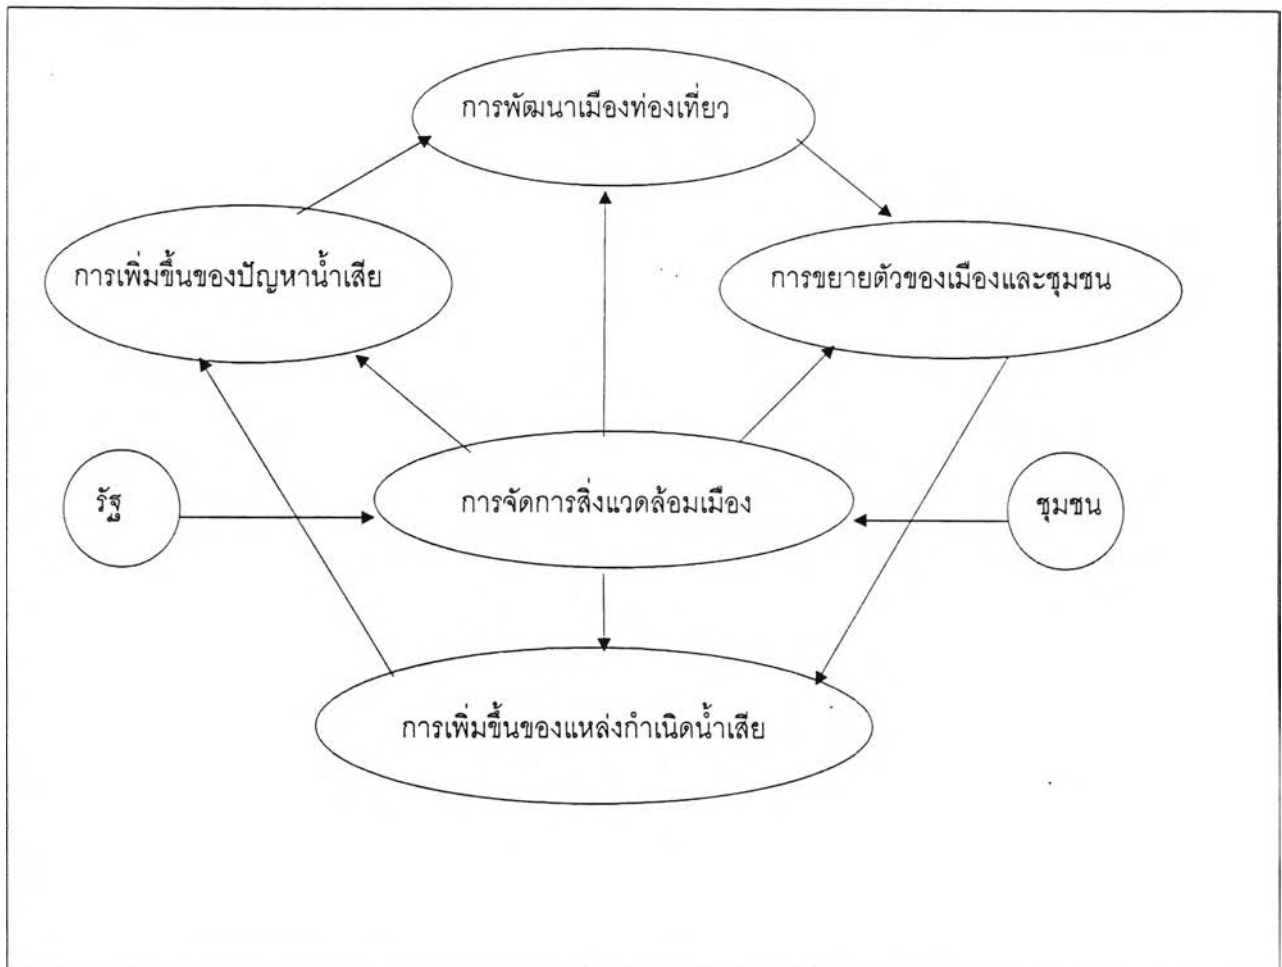 การพัฒนาเมืองท่องเที่ยว
การเพิ่มขึ้นของปัญหาน้ำเสีย
การขยายตัวของเมืองและชุมชน
รัฐ
การจัดการสิ่งแวดล้อมเมือง
ชุมชน
การเพิ่มขึ้นของแหล่งกำเนิดน้ำเสีย